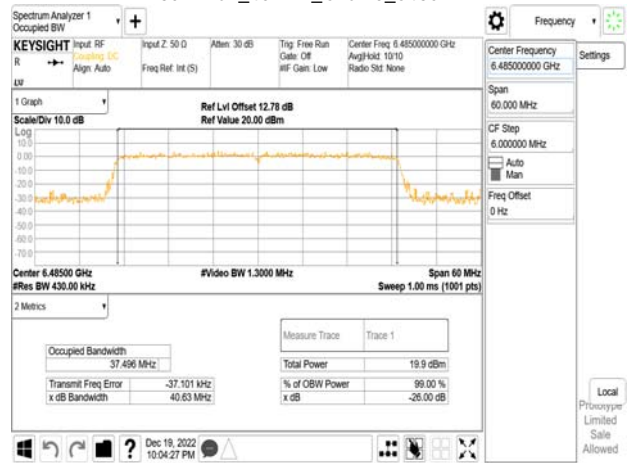 Spectrum Analyzer 1
Occupied BW
Frequency
KEYSIGHT
R
LXI
Input: RF
Coupling: DC
Align: Auto
Input Z: 50 Ω
Freq Ref: Int (S)
Atten: 30 dB
Trig: Free Run
Gate: Off
#IF Gain: Low
Center Freq: 6.485000000 GHz
Avg|Hold: 10/10
Radio Std: None
Center Frequency
6.485000000 GHz
Settings
Span
60.000 MHz
CF Step
6.000000 MHz
Auto
Man
Freq Offset
0 Hz
1 Graph
Scale/Div 10.0 dB
Ref Lvl Offset 12.78 dB
Ref Value 20.00 dBm
Log
10.0
0.00
-10.0
-20.0
-30.0
-40.0
-50.0
-60.0
-70.0
Center 6.48500 GHz
#Res BW 430.00 kHz
#Video BW 1.3000 MHz
Span 60 MHz
Sweep 1.00 ms (1001 pts)
2 Metrics
Measure Trace Trace 1
Occupied Bandwidth
37.496 MHz
Total Power 19.9 dBm
Transmit Freq Error -37.101 kHz
% of OBW Power 99.00 %
x dB Bandwidth 40.63 MHz
x dB -26.00 dB
Local
Prototype
Limited
Sale
Allowed
Dec 19, 2022
10:04:27 PM